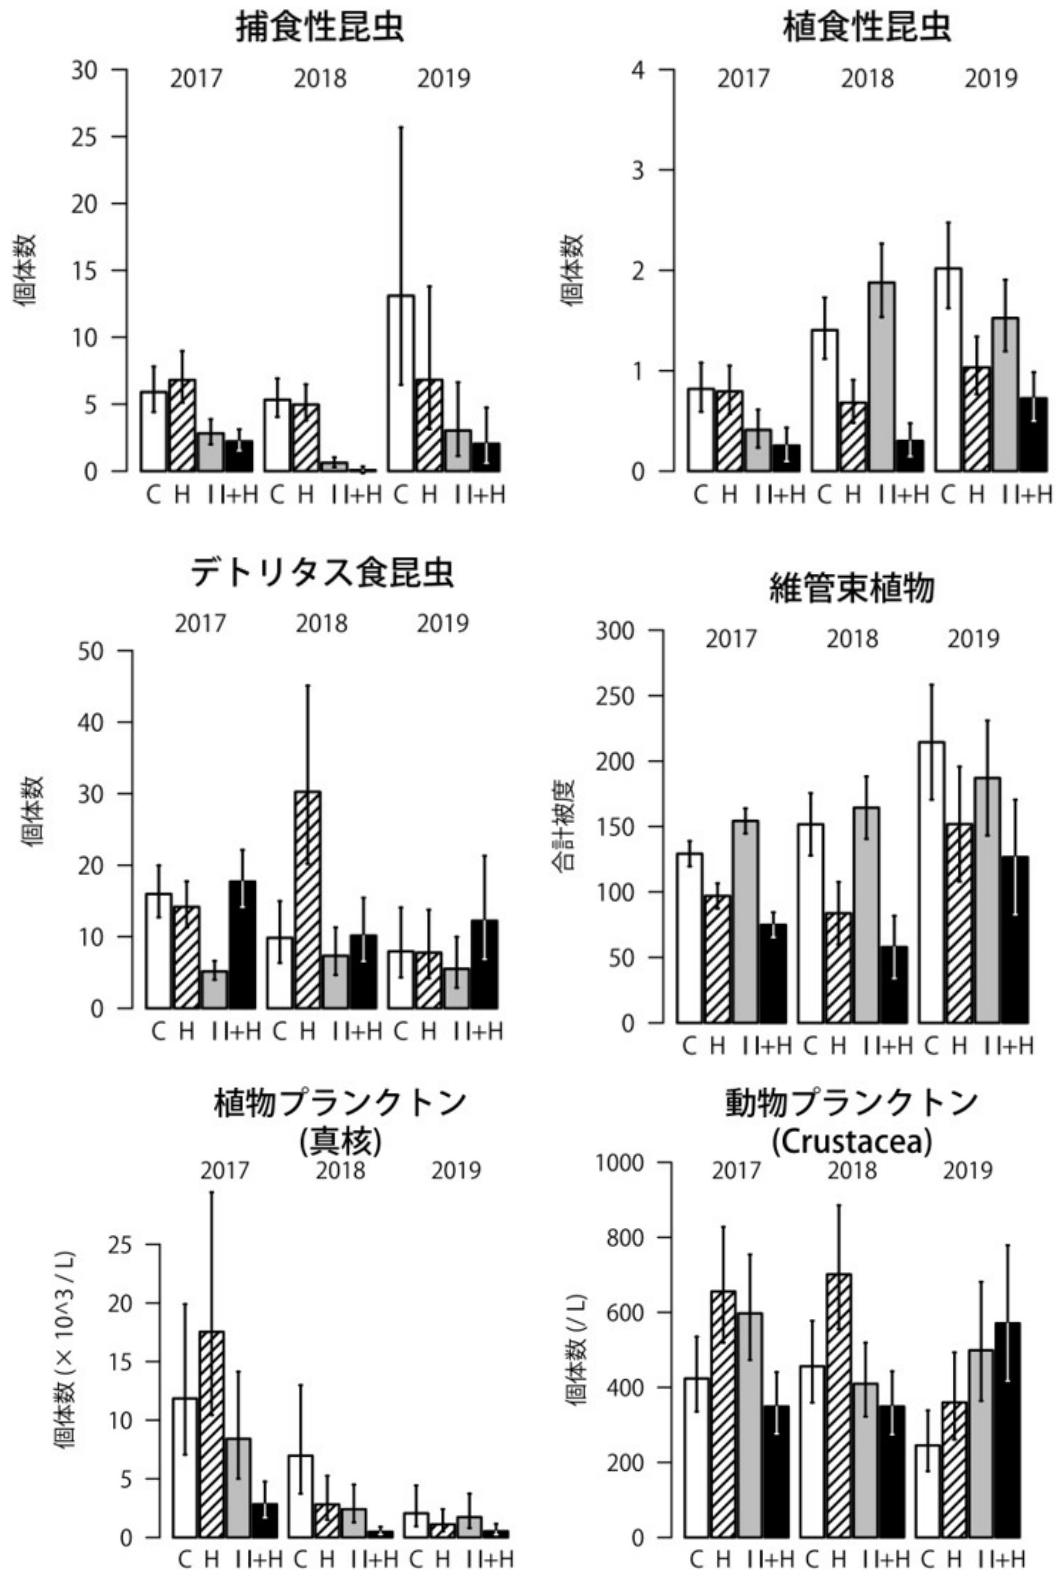 捕食性昆虫
2017 2018 2019
30
25
20
15
10
5
0
個体数
C H I I+H C H I I+H C H I I+H
植食性昆虫
2017 2018 2019
4
3
2
1
0
個体数
C H I I+H C H I I+H C H I I+H
デトリタス食昆虫
2017 2018 2019
50
40
30
20
10
0
個体数
C H I I+H C H I I+H C H I I+H
維管束植物
2017 2018 2019
300
250
200
150
100
50
0
合計被度
C H I I+H C H I I+H C H I I+H
植物プランクトン
(真核)
2017 2018 2019
25
20
15
10
5
0
個体数 (× 10^3 / L)
C H I I+H C H I I+H C H I I+H
動物プランクトン
(Crustacea)
2017 2018 2019
1000
800
600
400
200
0
個体数 (/ L)
C H I I+H C H I I+H C H I I+H